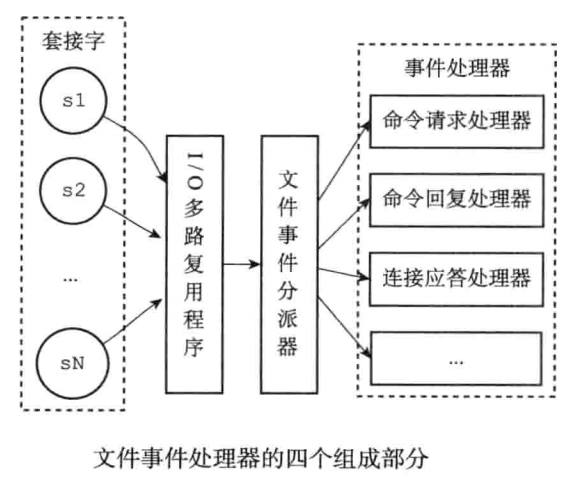 套接字
s1
s2
...
sN
I/O多路复用程序
文件事件分派器
事件处理器
命令请求处理器
命令回复处理器
连接应答处理器
...
文件事件处理器的四个组成部分